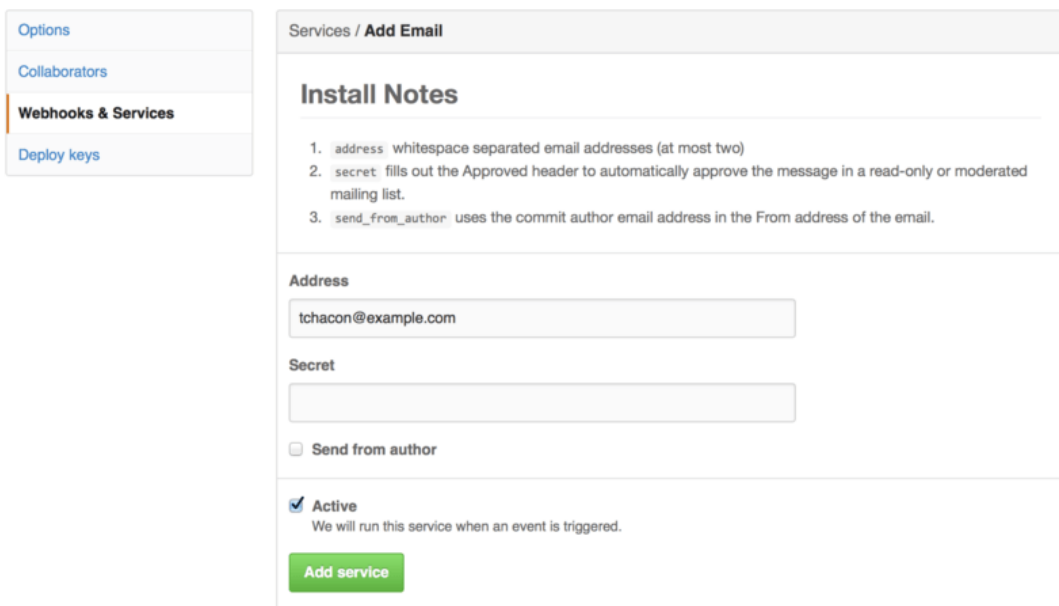 Options
Collaborators
Webhooks & Services
Deploy keys
Services / Add Email
Install Notes
1. address whitespace separated email addresses (at most two)
2. secret fills out the Approved header to automatically approve the message in a read-only or moderated
mailing list.
3. send_from_author uses the commit author email address in the From address of the email.
Address
tchacon@example.com
Secret
Send from author
Active
We will run this service when an event is triggered.
Add service